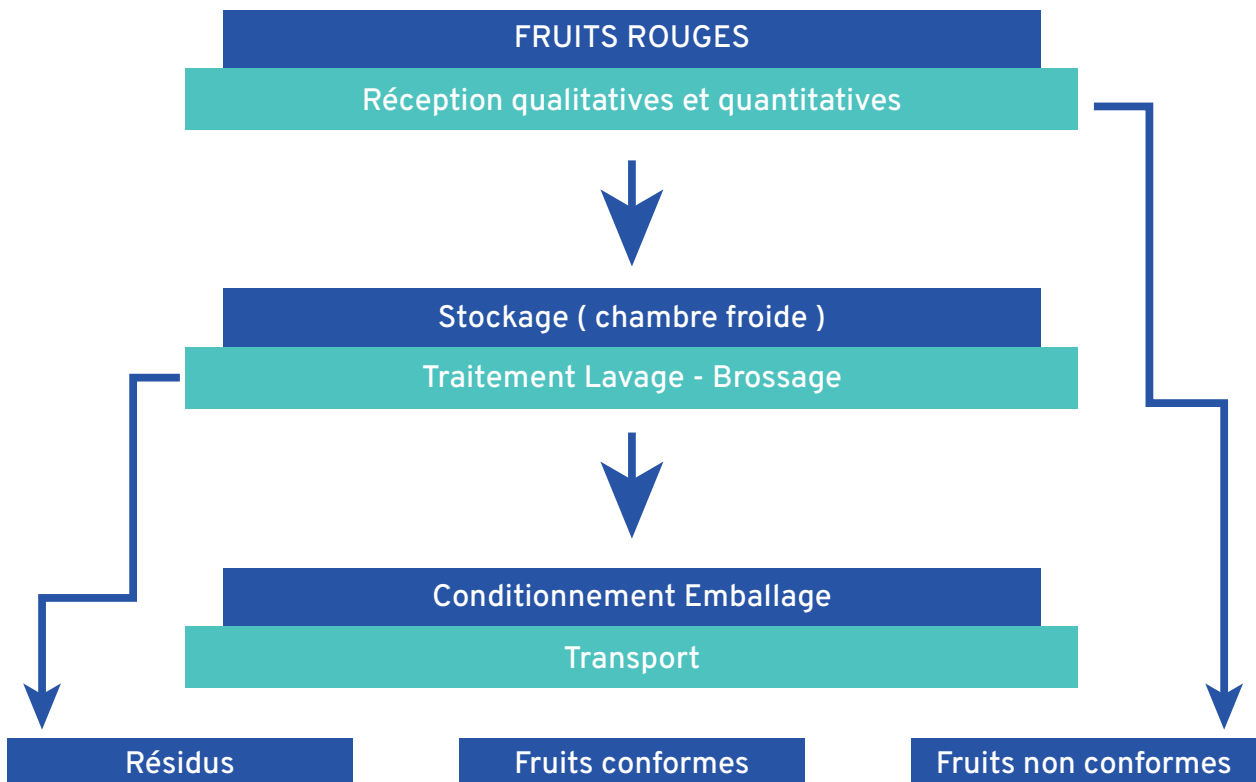 FRUITS ROUGES
Réception qualitatives et quantitatives
Stockage ( chambre froide )
Traitement Lavage - Brossage
Conditionnement Emballage
Transport
Résidus
Fruits conformes
Fruits non conformes